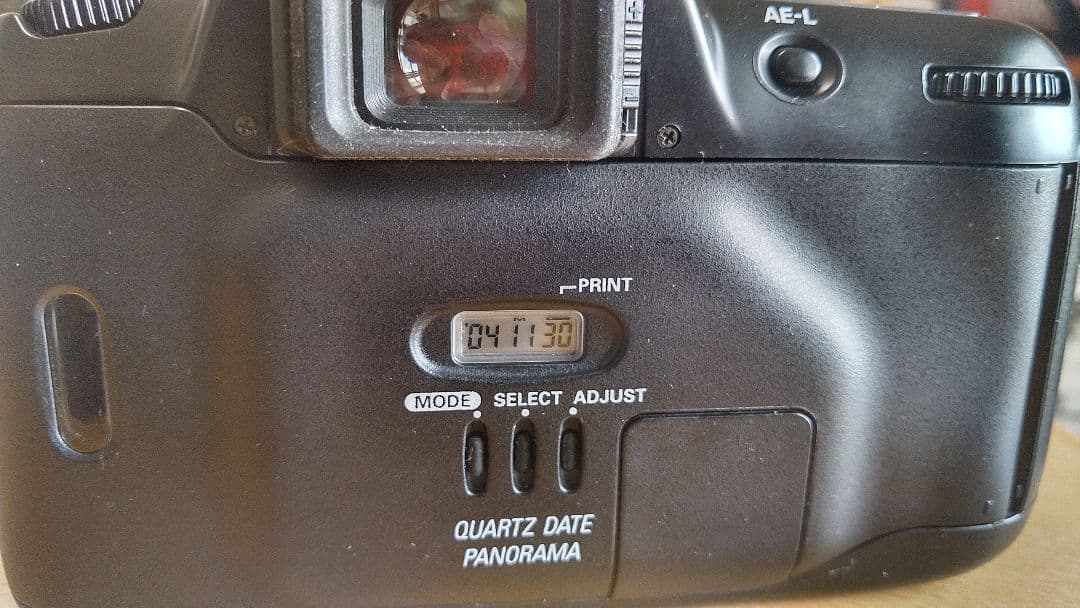 AE-L
PRINT
M
'04 11 30
MODE SELECT ADJUST
QUARTZ DATE
PANORAMA